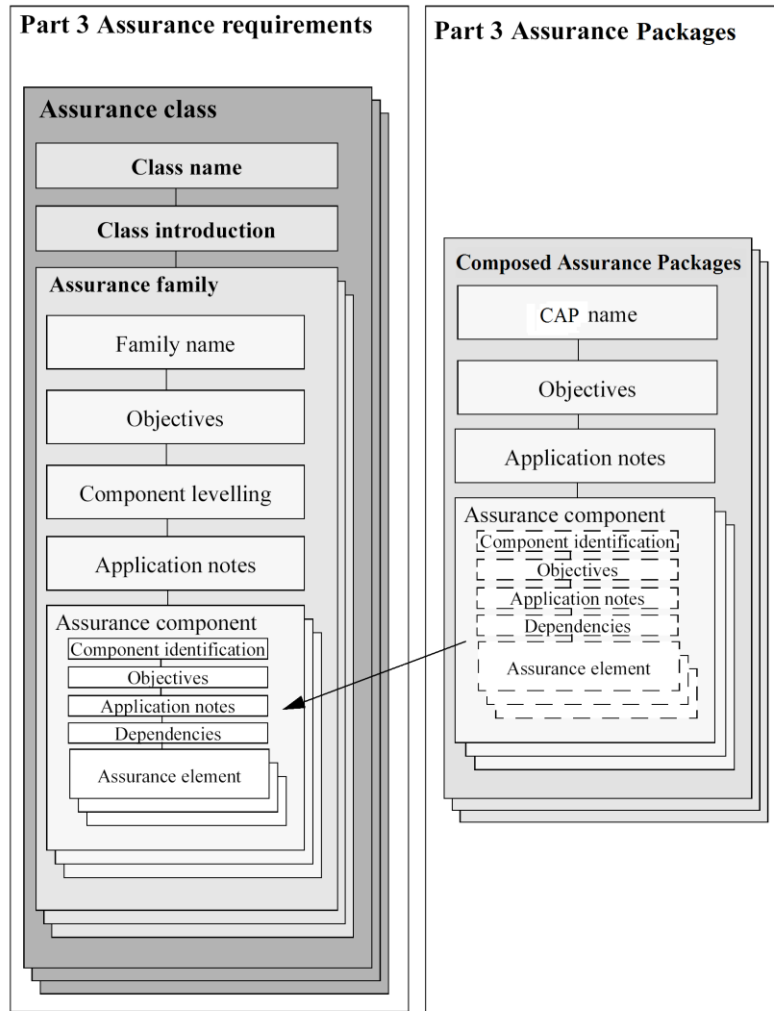 Part 3 Assurance requirements
Assurance class
Class name
Class introduction
Assurance family
Family name
Objectives
Component levelling
Application notes
Assurance component
Component identification
Objectives
Application notes
Dependencies
Assurance element
Part 3 Assurance Packages
Composed Assurance Packages
CAP name
Objectives
Application notes
Assurance component
Component identification
Objectives
Application notes
Dependencies
Assurance element